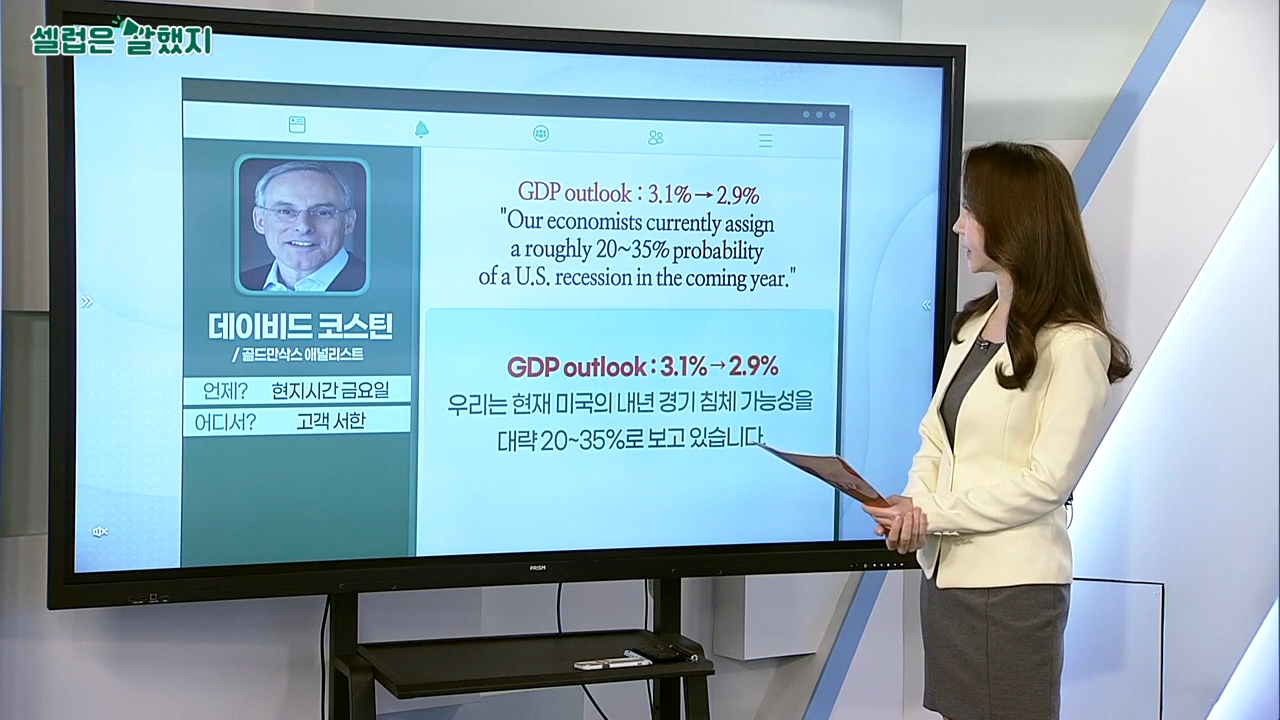 셀럽은 말했지
GDP outlook : 3.1%→2.9%
"Our economists currently assign
a roughly 20~35% probability
of a U.S. recession in the coming year."
데이비드 코스틴
/ 골드만삭스 애널리스트
언제? 현지시간 금요일
어디서? 고객 서한
GDP outlook : 3.1%→2.9%
우리는 현재 미국의 내년 경기 침체 가능성을
대략 20~35%로 보고 있습니다.
PRISM